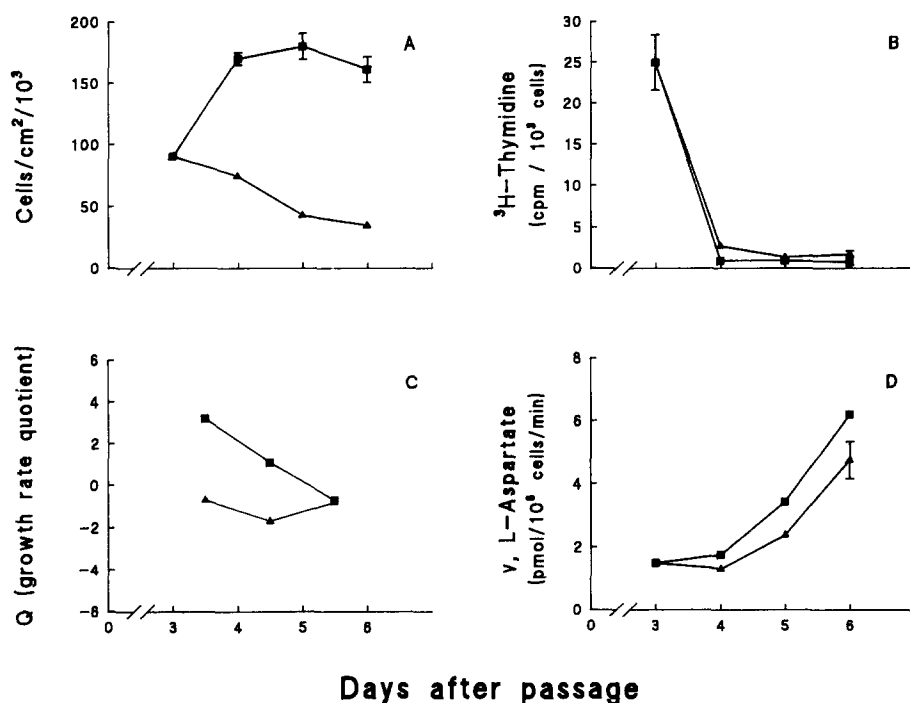 A
Cells/cm²/10³
200
150
100
50
0
B
³H-Thymidine
(cpm / 10³ cells)
30
25
20
15
10
5
0
0
C
Q (growth rate quotient)
6
4
2
0
-2
-4
-6
-8
0 3 4 5 6
D
V, L-Aspartate
(pmol/10⁶ cells/min)
8
6
4
2
0
0 3 4 5 6
Days after passage